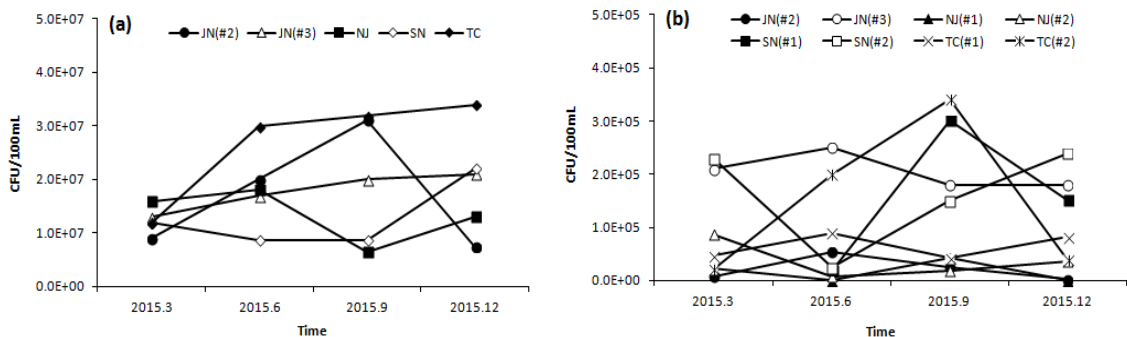 (a)
JN(#2) JN(#3) NJ SN TC
5.0E+07
4.0E+07
3.0E+07
2.0E+07
1.0E+07
0.0E+00
CFU/100mL
2015.3 2015.6 2015.9 2015.12
Time
(b)
JN(#2) JN(#3) NJ(#1) NJ(#2)
SN(#1) SN(#2) TC(#1) TC(#2)
5.0E+05
4.0E+05
3.0E+05
2.0E+05
1.0E+05
0.0E+00
CFU/100mL
2015.3 2015.6 2015.9 2015.12
Time